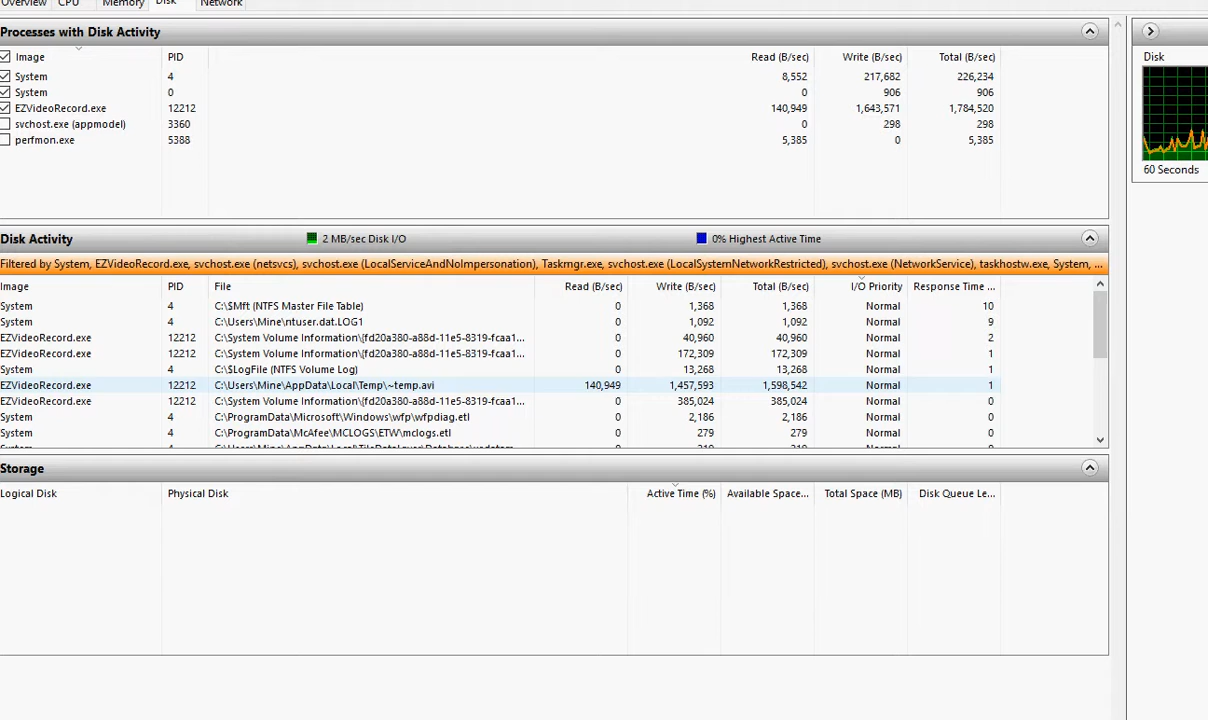 Overview CPU Memory Disk Network
Processes with Disk Activity
Image PID Read (B/sec) Write (B/sec) Total (B/sec)
System 4 8,552 217,682 226,234
System 0 0 906 906
EZVideoRecord.exe 12212 140,949 1,643,571 1,784,520
svchost.exe (appmodel) 3360 0 298 298
perfmon.exe 5388 5,385 0 5,385
Disk Activity 2 MB/sec Disk I/O 0% Highest Active Time
Filtered by System, EZVideoRecord.exe, svchost.exe (netsvcs), svchost.exe (LocalServiceAndNoImpersonation), Taskmgr.exe, svchost.exe (LocalSystemNetworkRestricted), svchost.exe (NetworkService), taskhostw.exe, System, ...
Image PID File Read (B/sec) Write (B/sec) Total (B/sec) I/O Priority Response Time ...
System 4 C:\$Mft (NTFS Master File Table) 0 1,368 1,368 Normal 10
System 4 C:\Users\Mine\ntuser.dat.LOG1 0 1,092 1,092 Normal 9
EZVideoRecord.exe 12212 C:\System Volume Information\{fd20a380-a88d-11e5-8319-fcaa1... 0 40,960 40,960 Normal 2
EZVideoRecord.exe 12212 C:\System Volume Information\{fd20a380-a88d-11e5-8319-fcaa1... 0 172,309 172,309 Normal 1
System 4 C:\$LogFile (NTFS Volume Log) 0 13,268 13,268 Normal 1
EZVideoRecord.exe 12212 C:\Users\Mine\AppData\Local\Temp\~temp.avi 140,949 1,457,593 1,598,542 Normal 1
EZVideoRecord.exe 12212 C:\System Volume Information\{fd20a380-a88d-11e5-8319-fcaa1... 0 385,024 385,024 Normal 0
System 4 C:\ProgramData\Microsoft\Windows\wfp\wfpdiag.etl 0 2,186 2,186 Normal 0
System 4 C:\ProgramData\McAfee\MCLOGS\ETW\mclogs.etl 0 279 279 Normal 0
Storage
Logical Disk Physical Disk Active Time (%) Available Space... Total Space (MB) Disk Queue Le...
Disk
60 Seconds